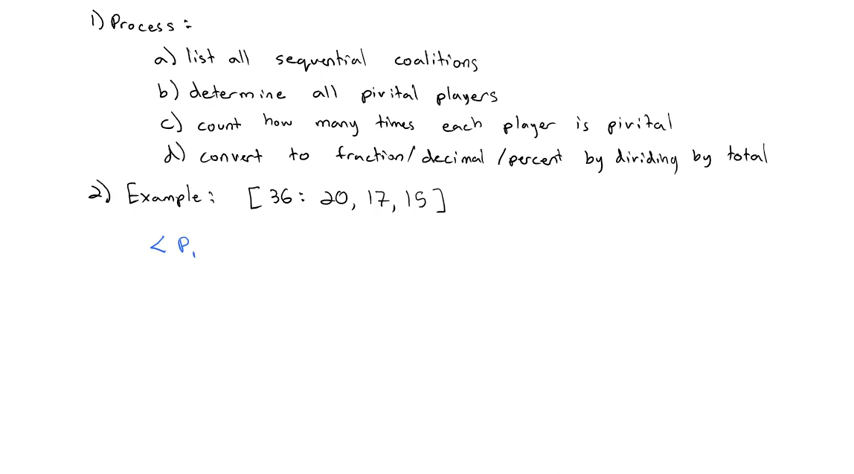 1) Process:
a) list all sequential coalitions
b) determine all pivital players
c) count how many times each player is pivital
d) convert to fraction/decimal/percent by dividing by total
2) Example: [36: 20, 17, 15]
< P₁